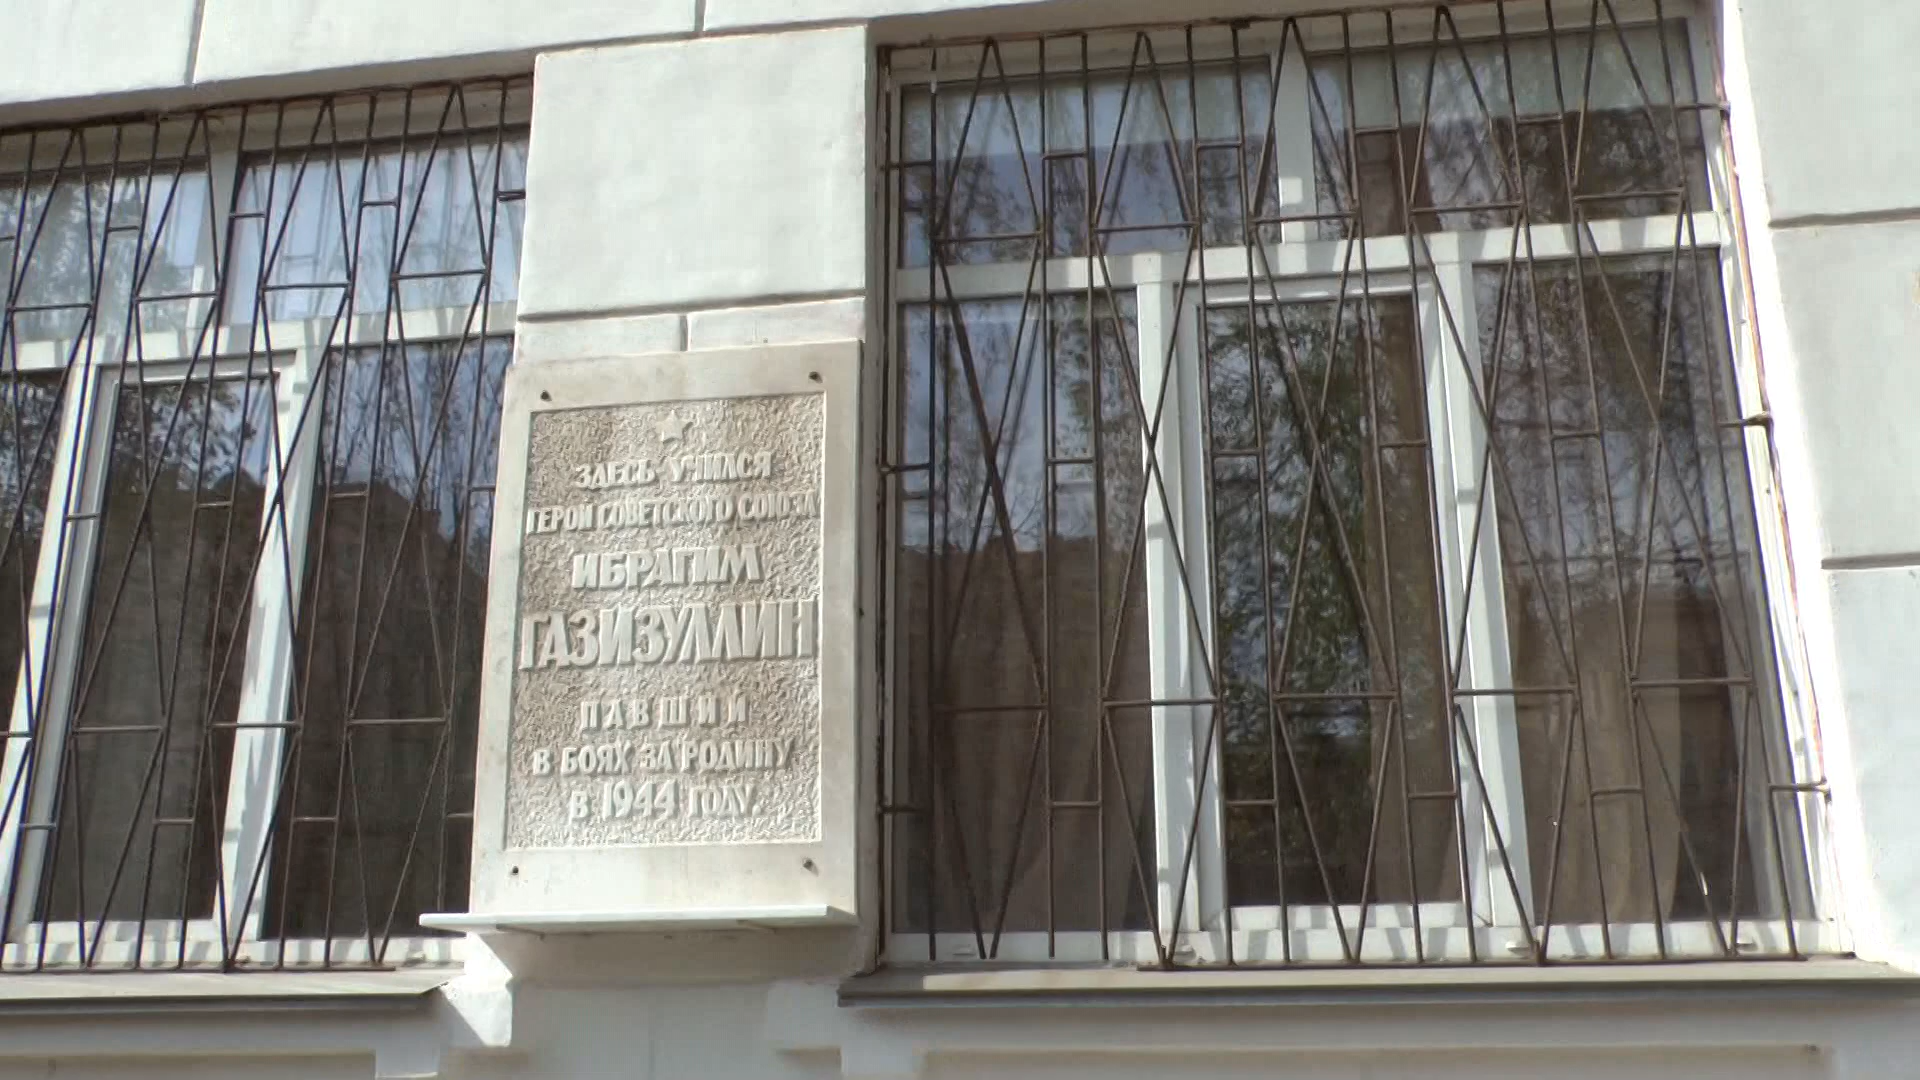 ЗДЕСЬ УЧИЛСЯ
ГЕРОЙ СОВЕТСКОГО СОЮЗА
ИБРАГИМ
ГАЗИЗУЛЛИН
ПАВШИЙ
В БОЯХ ЗА РОДИНУ
В 1944 ГОДУ.